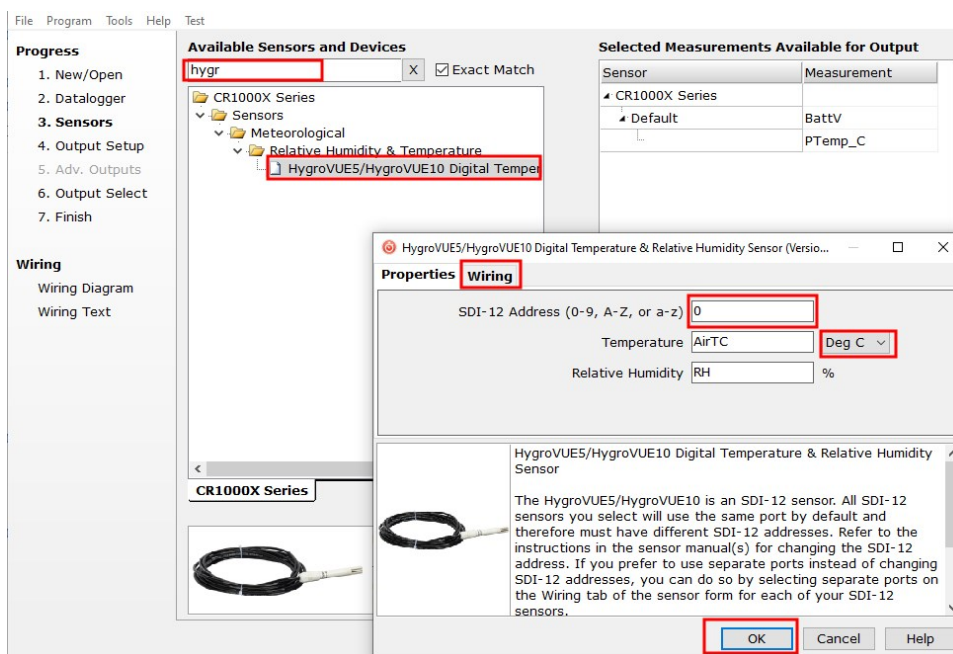 File Program Tools Help Test
Progress
1. New/Open
2. Datalogger
3. Sensors
4. Output Setup
5. Adv. Outputs
6. Output Select
7. Finish
Wiring
Wiring Diagram
Wiring Text
Available Sensors and Devices
hygr X Exact Match
CR1000X Series
Sensors
Meteorological
Relative Humidity & Temperature
HygroVUE5/HygroVUE10 Digital Temper
CR1000X Series
Selected Measurements Available for Output
Sensor Measurement
CR1000X Series
Default BattV
PTemp_C
HygroVUE5/HygroVUE10 Digital Temperature & Relative Humidity Sensor (Versio...
Properties Wiring
SDI-12 Address (0-9, A-Z, or a-z) 0
Temperature AirTC Deg C
Relative Humidity RH %
HygroVUE5/HygroVUE10 Digital Temperature & Relative Humidity
Sensor
The HygroVUE5/HygroVUE10 is an SDI-12 sensor. All SDI-12
sensors you select will use the same port by default and
therefore must have different SDI-12 addresses. Refer to the
instructions in the sensor manual(s) for changing the SDI-12
address. If you prefer to use separate ports instead of changing
SDI-12 addresses, you can do so by selecting separate ports on
the Wiring tab of the sensor form for each of your SDI-12
sensors.
OK Cancel Help